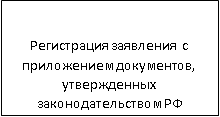 Регистрация заявления с
приложением документов,
утвержденных
законодательством РФ